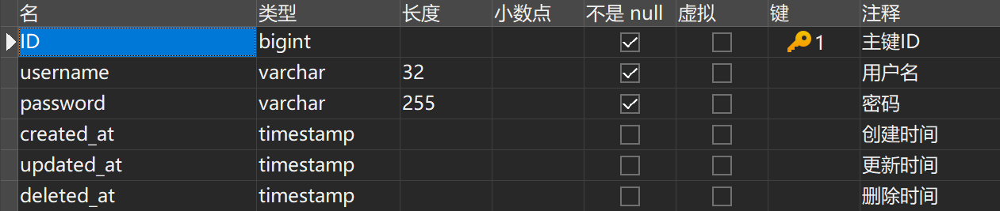 名 类型 长度 小数点 不是 null 虚拟 键 注释
ID bigint 1 主键ID
username varchar 32 用户名
password varchar 255 密码
created_at timestamp 创建时间
updated_at timestamp 更新时间
deleted_at timestamp 删除时间